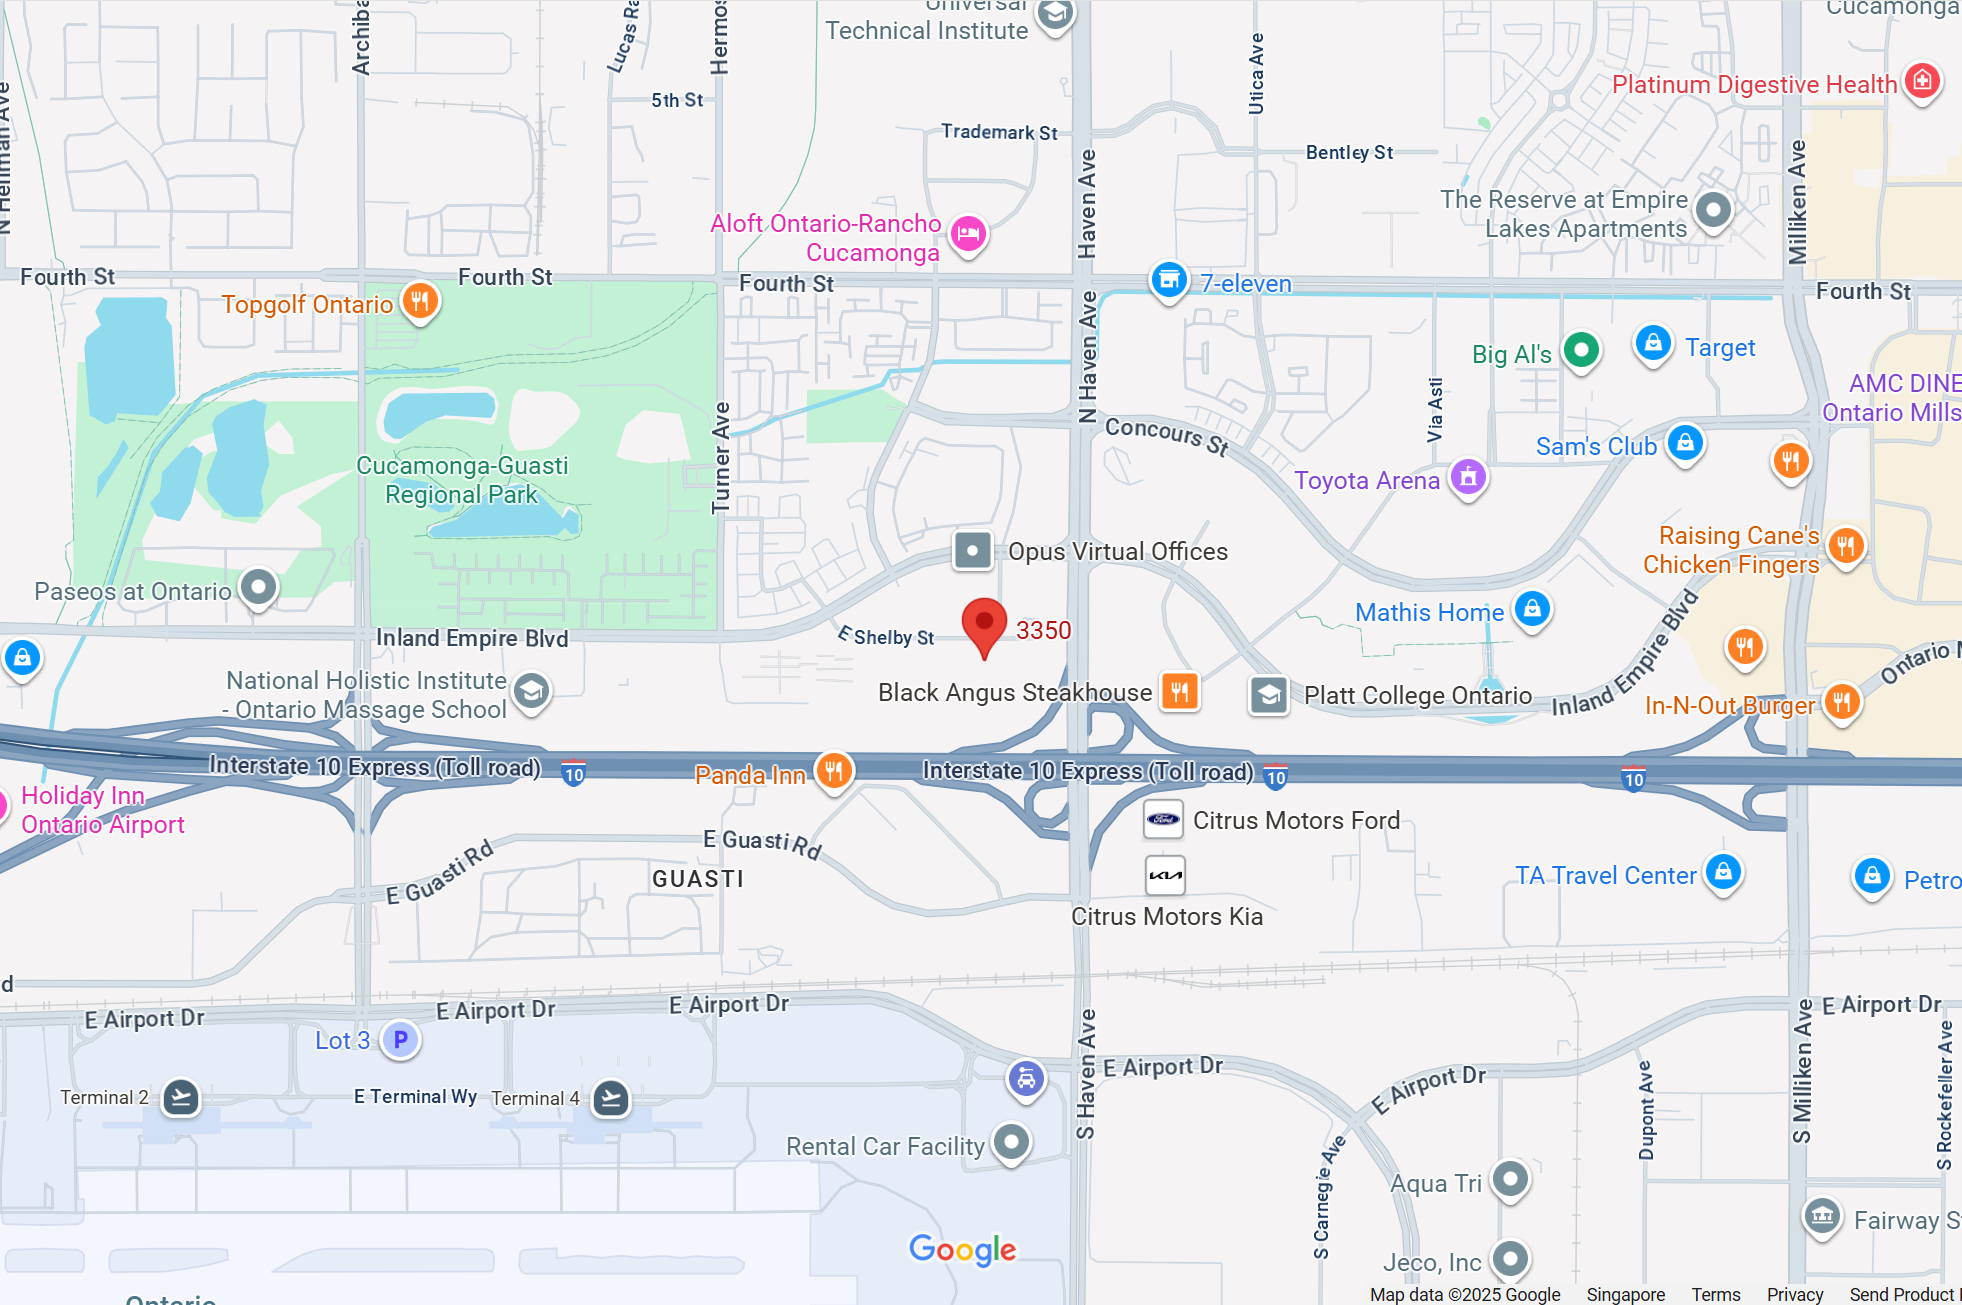 Universal
Technical Institute
Cucamonga
Archiba
Lucas Ra
Hermos
N Hellman Ave
5th St
Utica Ave
Platinum Digestive Health
Trademark St
Bentley St
Haven Ave
Milliken Ave
Aloft Ontario-Rancho
Cucamonga
The Reserve at Empire
Lakes Apartments
Fourth St
Fourth St
Fourth St
7-eleven
Fourth St
Topgolf Ontario
N Haven Ave
Big Al's
Target
AMC DINE
Ontario Mills
Via Asti
Turner Ave
Concours St
Sam's Club
Cucamonga-Guasti
Regional Park
Toyota Arena
Raising Cane's
Chicken Fingers
Opus Virtual Offices
Paseos at Ontario
Mathis Home
Inland Empire Blvd
E Shelby St
3350
Inland Empire Blvd
Ontario M
National Holistic Institute
- Ontario Massage School
Black Angus Steakhouse
Platt College Ontario
In-N-Out Burger
Interstate 10 Express (Toll road)
10
Panda Inn
Interstate 10 Express (Toll road)
10
10
Holiday Inn
Ontario Airport
Citrus Motors Ford
Ford
E Guasti Rd
E Guasti Rd
GUASTI
KIA
Citrus Motors Kia
TA Travel Center
Petro
d
E Airport Dr
E Airport Dr
E Airport Dr
E Airport Dr
Lot 3
P
S Haven Ave
E Airport Dr
E Airport Dr
S Milliken Ave
Dupont Ave
S Rockefeller Ave
Terminal 2
E Terminal Wy
Terminal 4
Rental Car Facility
S Carnegie Ave
Aqua Tri
Fairway S
Jeco, Inc
Google
Ontario
Map data ©2025 Google
Singapore
Terms
Privacy
Send Product